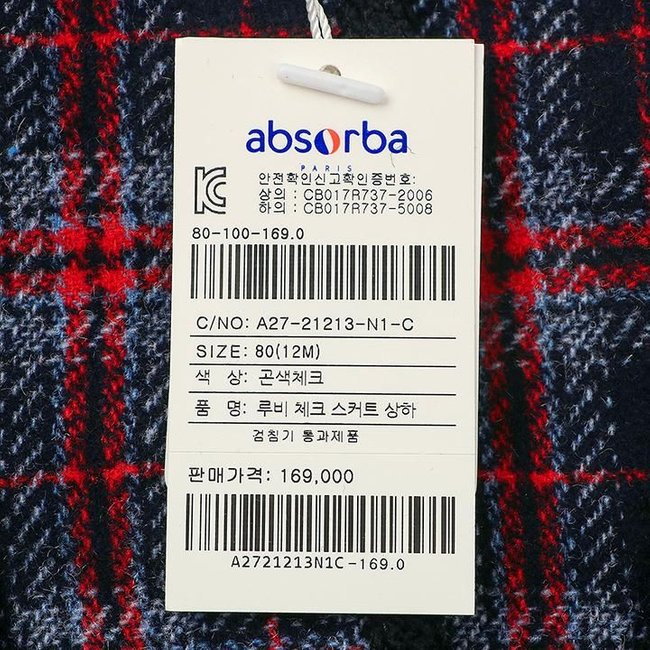 absorba
PARIS
안전확인신고확인증번호:
상의 : CB017R737-2006
하의 : CB017R737-5008
80-100-169.0
C/NO: A27-21213-N1-C
SIZE: 80(12M)
색 상: 곤색체크
품 명: 루비 체크 스커트 상하
검침기 통과제품
판매가격: 169,000
A2721213N1C-169.0